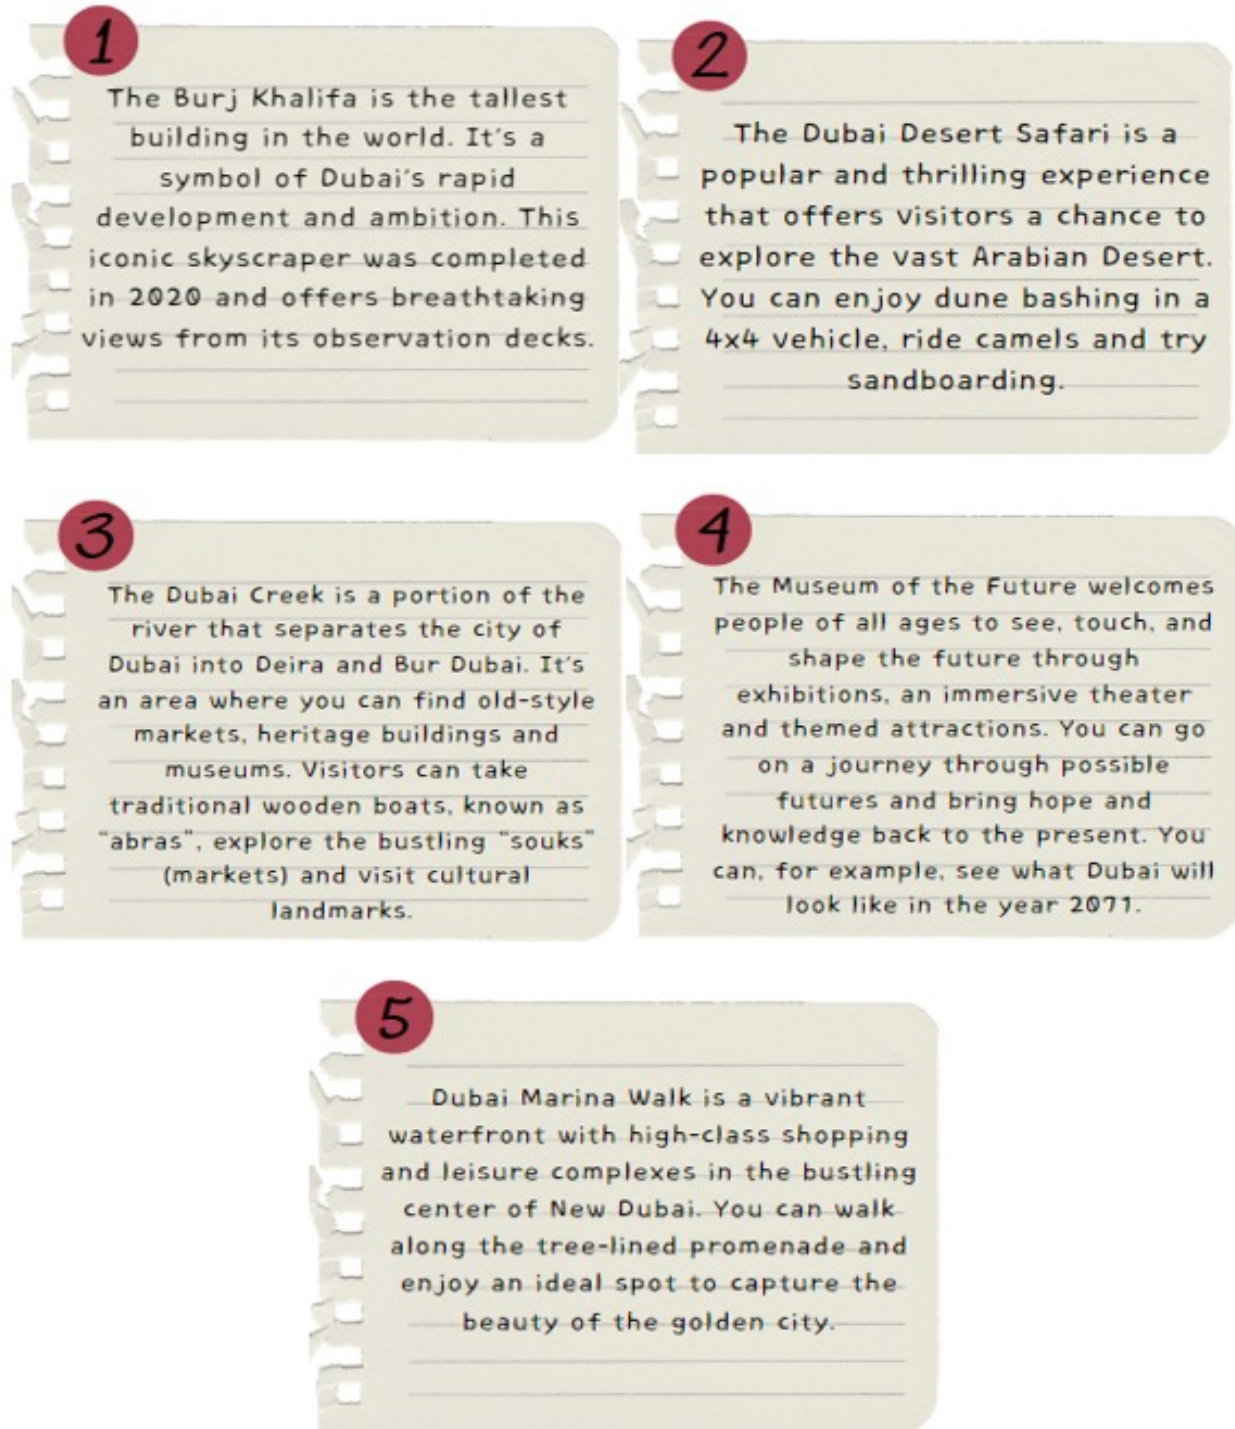 1
The Burj Khalifa is the tallest
building in the world. It's a
symbol of Dubai's rapid
development and ambition. This
iconic skyscraper was completed
in 2020 and offers breathtaking
views from its observation decks.
2
The Dubai Desert Safari is a
popular and thrilling experience
that offers visitors a chance to
explore the vast Arabian Desert.
You can enjoy dune bashing in a
4x4 vehicle, ride camels and try
sandboarding.
3
The Dubai Creek is a portion of the
river that separates the city of
Dubai into Deira and Bur Dubai. It's
an area where you can find old-style
markets, heritage buildings and
museums. Visitors can take
traditional wooden boats, known as
"abras", explore the bustling "souks"
(markets) and visit cultural
landmarks.
4
The Museum of the Future welcomes
people of all ages to see, touch, and
shape the future through
exhibitions, an immersive theater
and themed attractions. You can go
on a journey through possible
futures and bring hope and
knowledge back to the present. You
can, for example, see what Dubai will
look like in the year 2071.
5
Dubai Marina Walk is a vibrant
waterfront with high-class shopping
and leisure complexes in the bustling
center of New Dubai. You can walk
along the tree-lined promenade and
enjoy an ideal spot to capture the
beauty of the golden city.